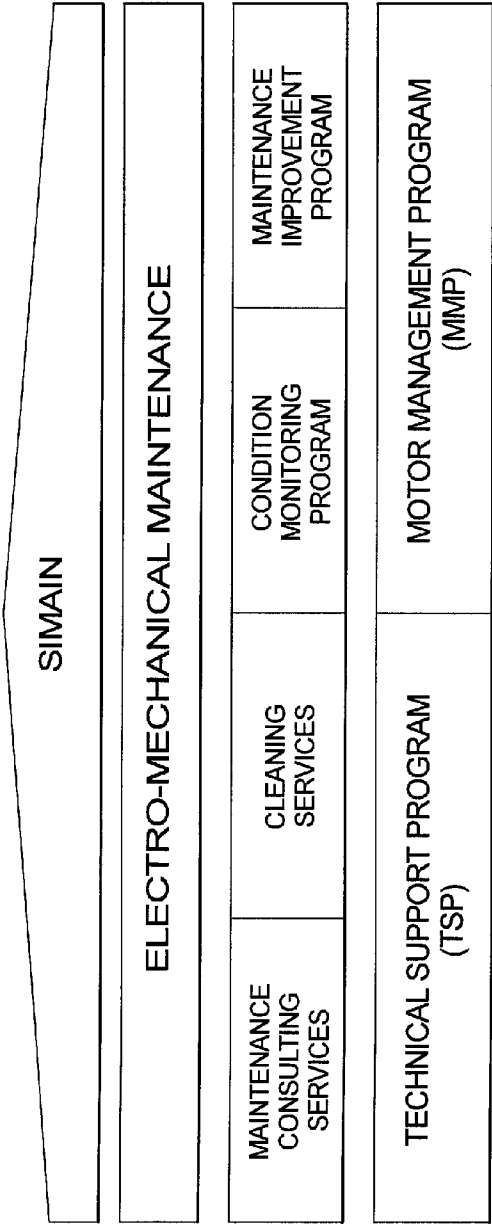 SIMAIN
ELECTRO-MECHANICAL MAINTENANCE
MAINTENANCE
CONSULTING
SERVICES
CLEANING
SERVICES
CONDITION
MONITORING
PROGRAM
MAINTENANCE
IMPROVEMENT
PROGRAM
TECHNICAL SUPPORT PROGRAM
(TSP)
MOTOR MANAGEMENT PROGRAM
(MMP)